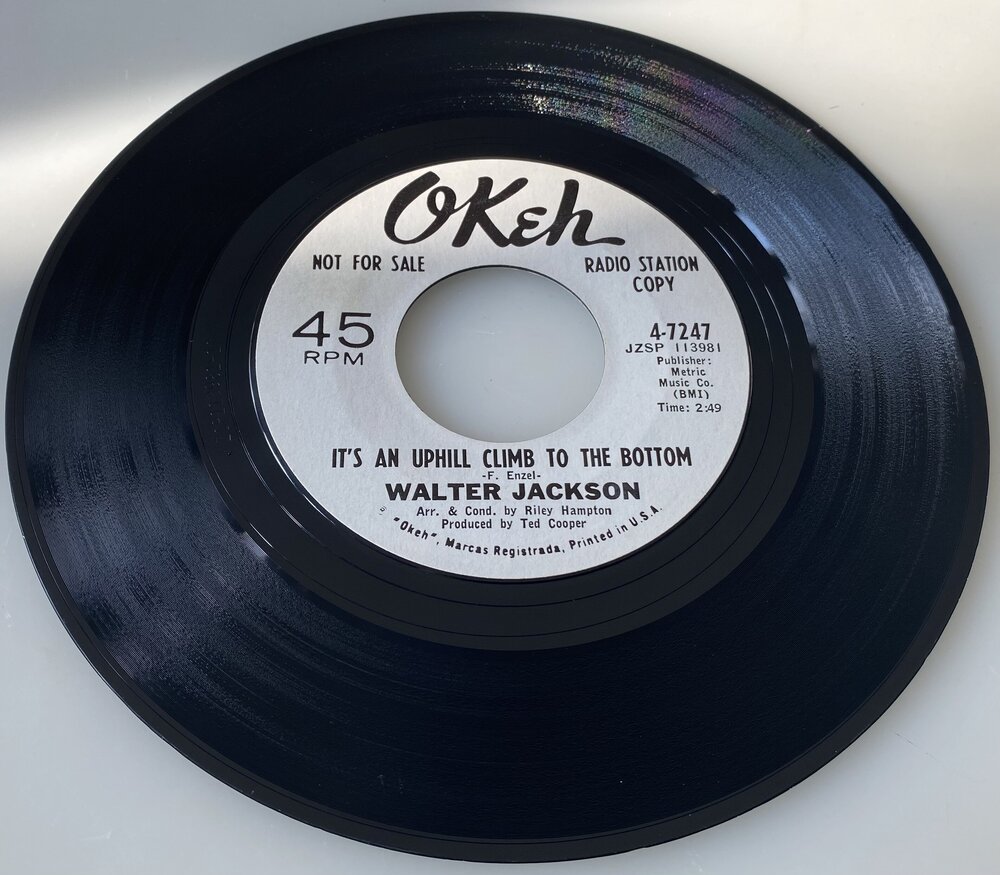 OKeh
NOT FOR SALE
RADIO STATION
COPY
45
RPM
4-7247
JZSP 113981
Publisher:
Metric
Music Co.
(BMI)
Time: 2:49
IT'S AN UPHILL CLIMB TO THE BOTTOM
-F. Enzel-
WALTER JACKSON
Arr. & Cond. by Riley Hampton
Produced by Ted Cooper
"Okeh", Marcas Registrada, Printed in U.S.A.